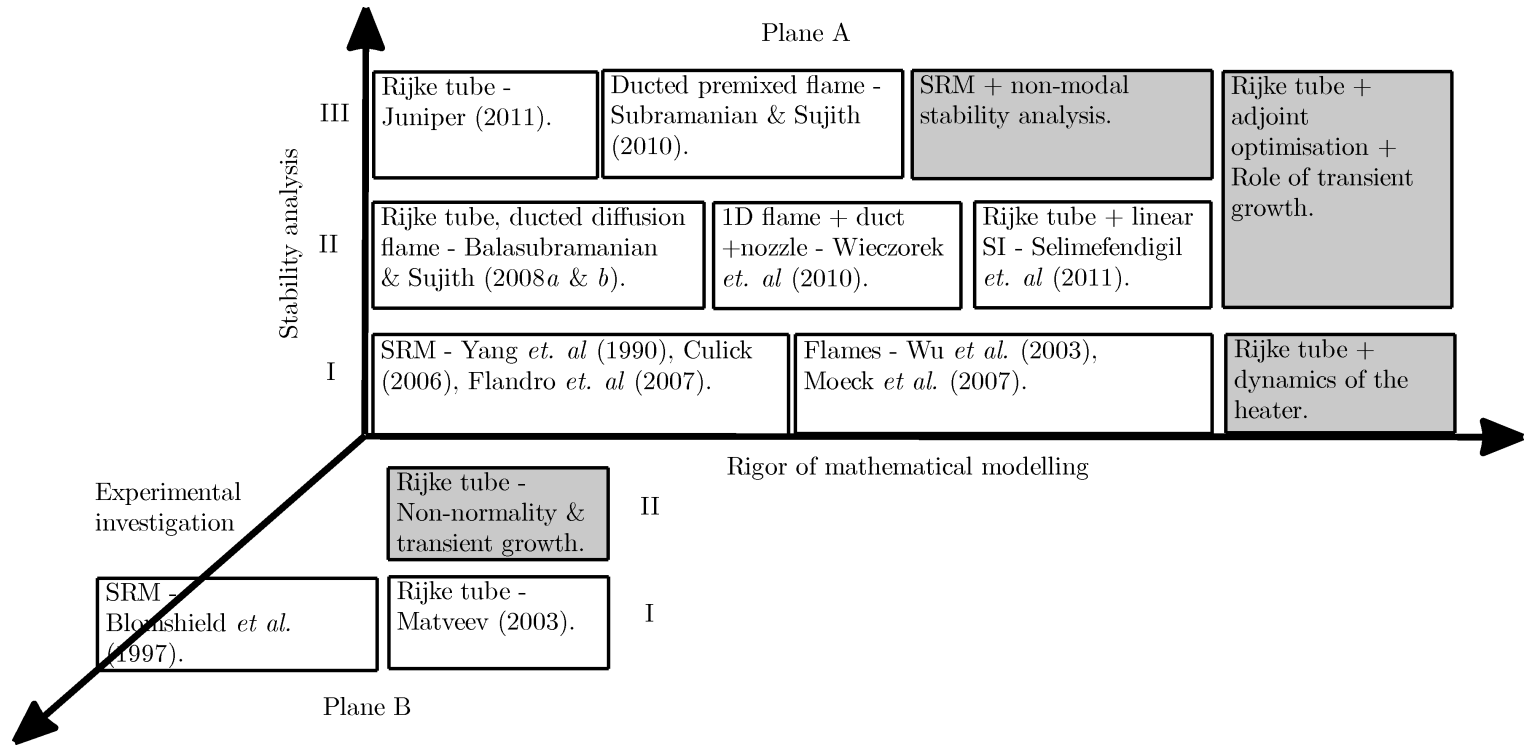 Plane A
Stability analysis
III
Rijke tube -
Juniper (2011).
Ducted premixed flame -
Subramanian & Sujith
(2010).
SRM + non-modal
stability analysis.
Rijke tube +
adjoint
optimisation +
Role of transient
growth.
II
Rijke tube, ducted diffusion
flame - Balasubramanian
& Sujith (2008a & b).
1D flame + duct
+nozzle - Wieczorek
et. al (2010).
Rijke tube + linear
SI - Selimefendigil
et. al (2011).
I
SRM - Yang et. al (1990), Culick
(2006), Flandro et. al (2007).
Flames - Wu et al. (2003),
Moeck et al. (2007).
Rijke tube +
dynamics of the
heater.
Rigor of mathematical modelling
Experimental
investigation
Rijke tube -
Non-normality &
transient growth.
II
SRM -
Blomshield et al.
(1997).
Rijke tube -
Matveev (2003).
I
Plane B